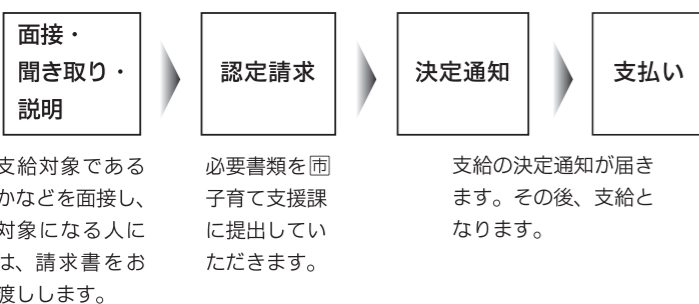 面接・
聞き取り・
説明
認定請求
決定通知
支払い
支給対象である
かなどを面接し、
対象になる人に
は、請求書をお
渡しします。
必要書類を市
子育て支援課
に提出してい
ただきます。
支給の決定通知が届き
ます。その後、支給と
なります。